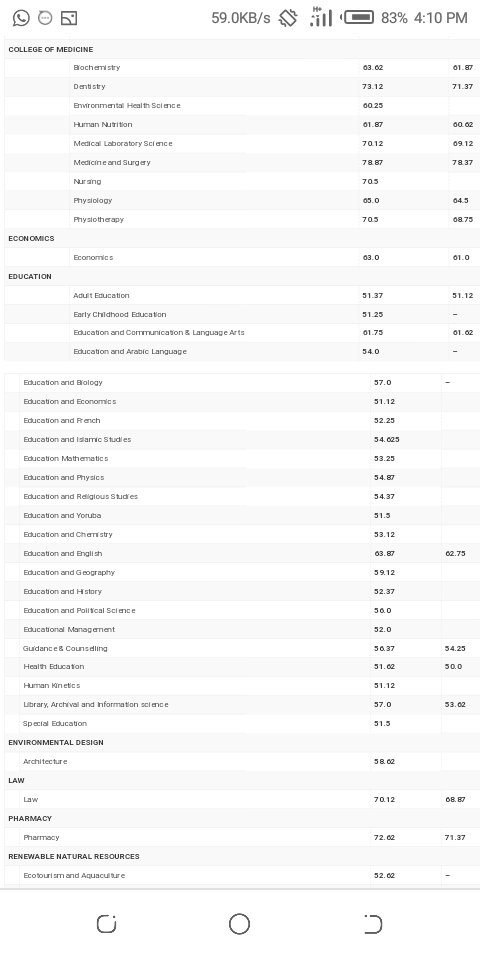 59.0KB/s H+ 83% 4:10 PM
COLLEGE OF MEDICINE
Biochemistry 63.62 61.87
Dentistry 73.12 71.37
Environmental Health Science 60.25
Human Nutrition 61.87 60.62
Medical Laboratory Science 70.12 69.12
Medicine and Surgery 78.87 78.37
Nursing 70.5
Physiology 65.0 64.5
Physiotherapy 70.5 68.75
ECONOMICS
Economics 63.0 61.0
EDUCATION
Adult Education 51.37 51.12
Early Childhood Education 51.25 –
Education and Communication & Language Arts 61.75 61.62
Education and Arabic Language 54.0 –
Education and Biology 57.0 –
Education and Economics 51.12
Education and French 52.25
Education and Islamic Studies 54.625
Education Mathematics 53.25
Education and Physics 54.87
Education and Religious Studies 54.37
Education and Yoruba 51.5
Education and Chemistry 53.12
Education and English 63.87 62.75
Education and Geography 59.12
Education and History 52.37
Education and Political Science 56.0
Educational Management 52.0
Guidance & Counselling 56.37 54.25
Health Education 51.62 50.0
Human Kinetics 51.12
Library, Archival and Information science 57.0 53.62
Special Education 51.5
ENVIRONMENTAL DESIGN
Architecture 58.62
LAW
Law 70.12 68.87
PHARMACY
Pharmacy 72.62 71.37
RENEWABLE NATURAL RESOURCES
Ecotourism and Aquaculture 52.62 –